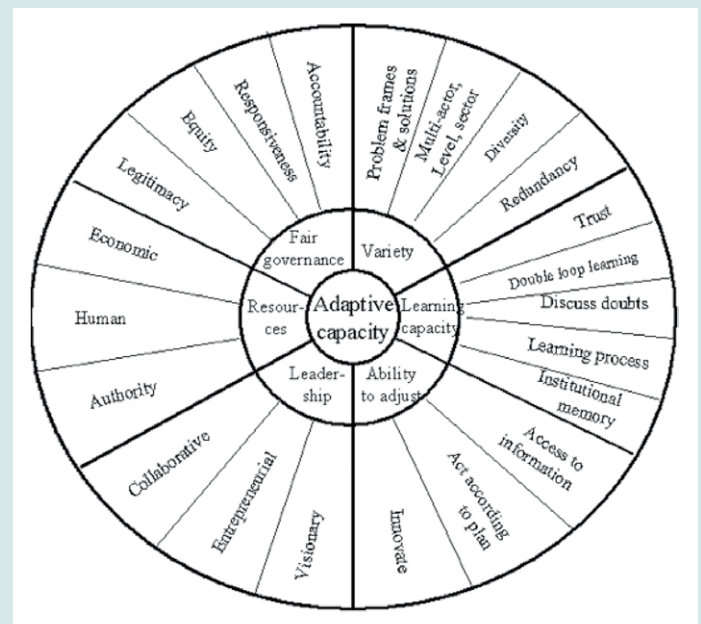 Adaptive
capacity
Variety
Learning
capacity
Ability
to adjust
Leader-
ship
Resour-
ces
Fair
governance
Problem frames
& solutions
Multi-actor,
Level, sector
Diversity
Redundancy
Trust
Double loop learning
Discuss doubts
Learning process
Institutional
memory
Access to
information
Act according
to plan
Innovate
Visionary
Entrepreneurial
Collaborative
Authority
Human
Economic
Legitimacy
Equity
Responsiveness
Accountability